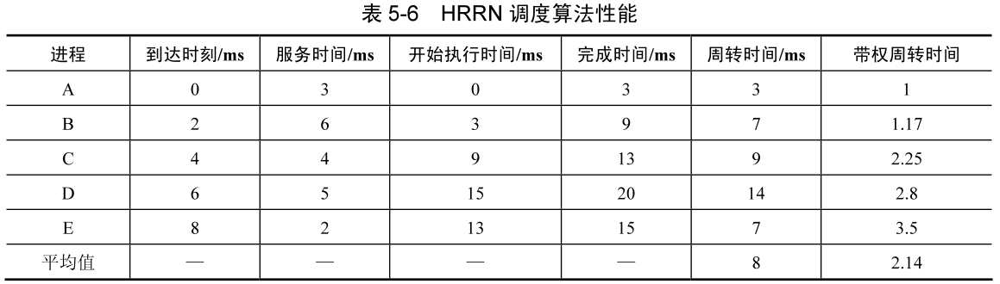 表 5-6 HRRN 调度算法性能
进程 到达时刻/ms 服务时间/ms 开始执行时间/ms 完成时间/ms 周转时间/ms 带权周转时间
A 0 3 0 3 3 1
B 2 6 3 9 7 1.17
C 4 4 9 13 9 2.25
D 6 5 15 20 14 2.8
E 8 2 13 15 7 3.5
平均值 — — — — 8 2.14